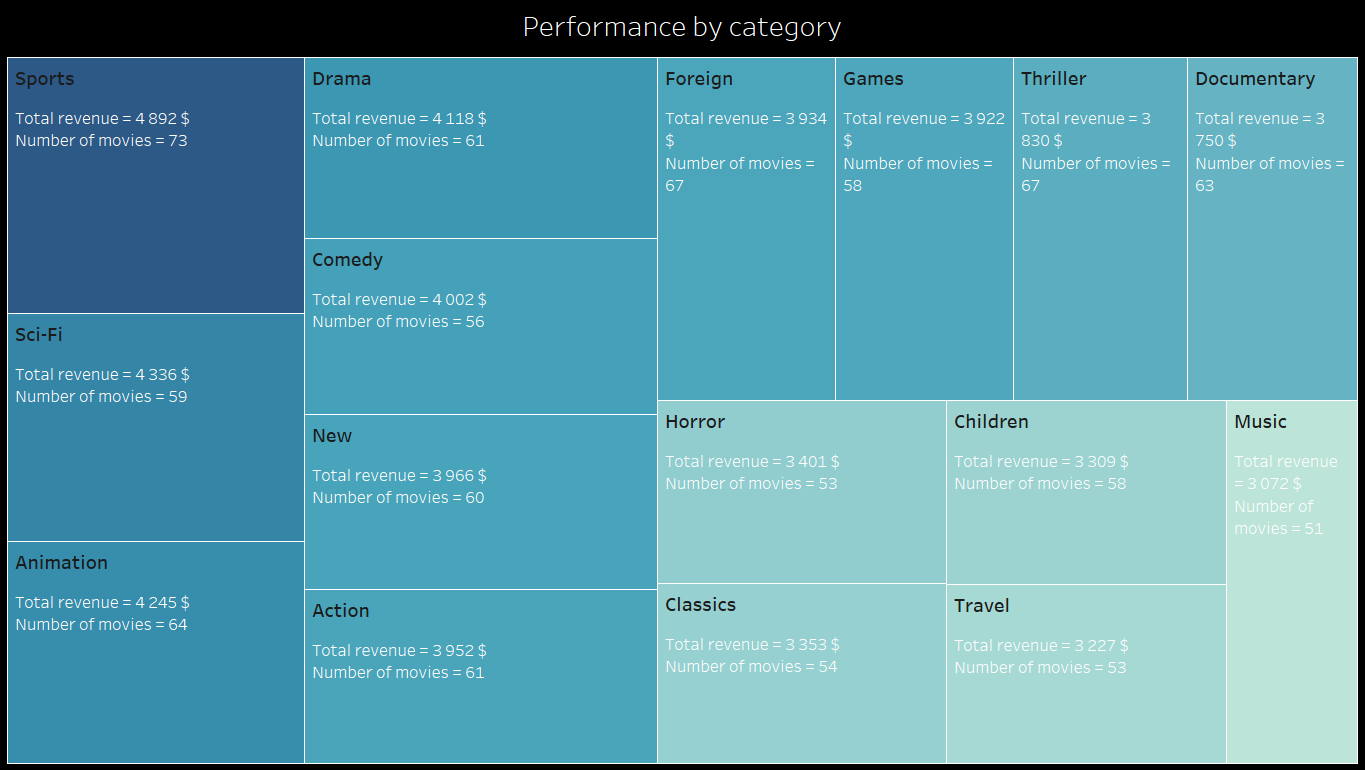 Performance by category
Sports
Total revenue = 4 892 $
Number of movies = 73
Sci-Fi
Total revenue = 4 336 $
Number of movies = 59
Animation
Total revenue = 4 245 $
Number of movies = 64
Drama
Total revenue = 4 118 $
Number of movies = 61
Comedy
Total revenue = 4 002 $
Number of movies = 56
New
Total revenue = 3 966 $
Number of movies = 60
Action
Total revenue = 3 952 $
Number of movies = 61
Foreign
Total revenue = 3 934
$
Number of movies =
67
Games
Total revenue = 3 922
$
Number of movies =
58
Thriller
Total revenue = 3
830 $
Number of movies =
67
Documentary
Total revenue = 3
750 $
Number of movies =
63
Horror
Total revenue = 3 401 $
Number of movies = 53
Classics
Total revenue = 3 353 $
Number of movies = 54
Children
Total revenue = 3 309 $
Number of movies = 58
Travel
Total revenue = 3 227 $
Number of movies = 53
Music
Total revenue
= 3 072 $
Number of
movies = 51